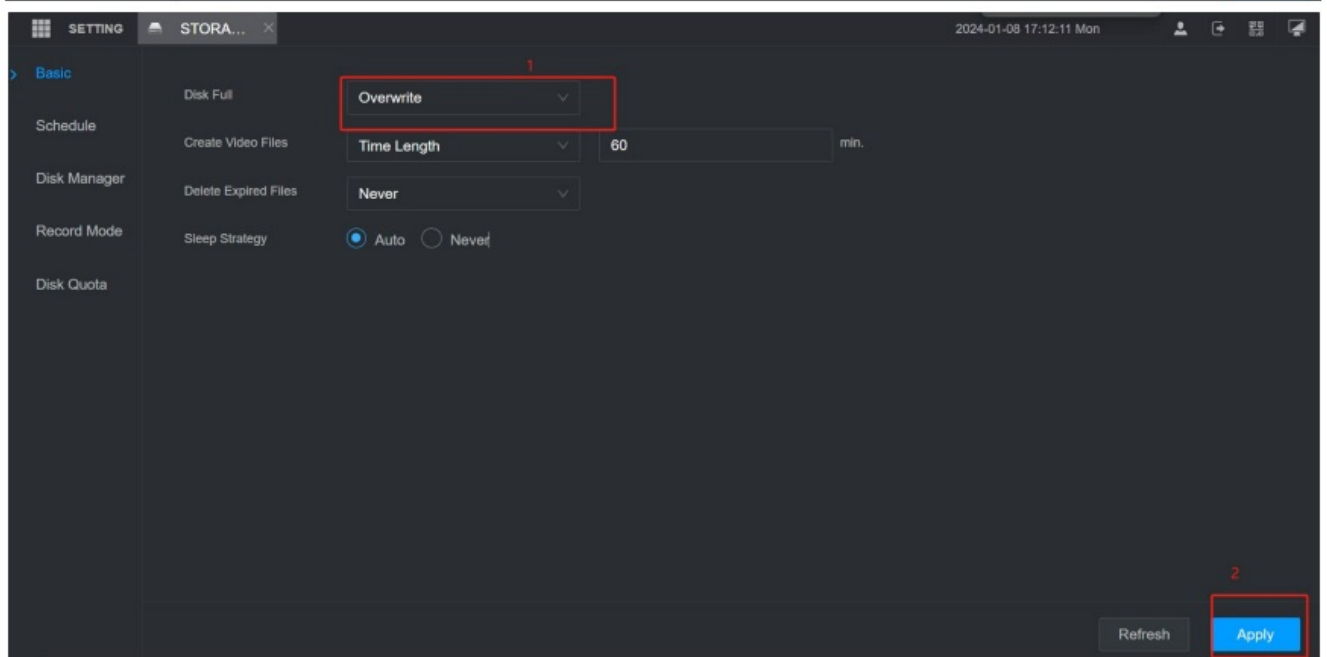 SETTING STORA... 2024-01-08 17:12:11 Mon
Basic
Schedule
Disk Manager
Record Mode
Disk Quota
1
Disk Full Overwrite
Create Video Files Time Length 60 min.
Delete Expired Files Never
Sleep Strategy Auto Never
2
Refresh Apply